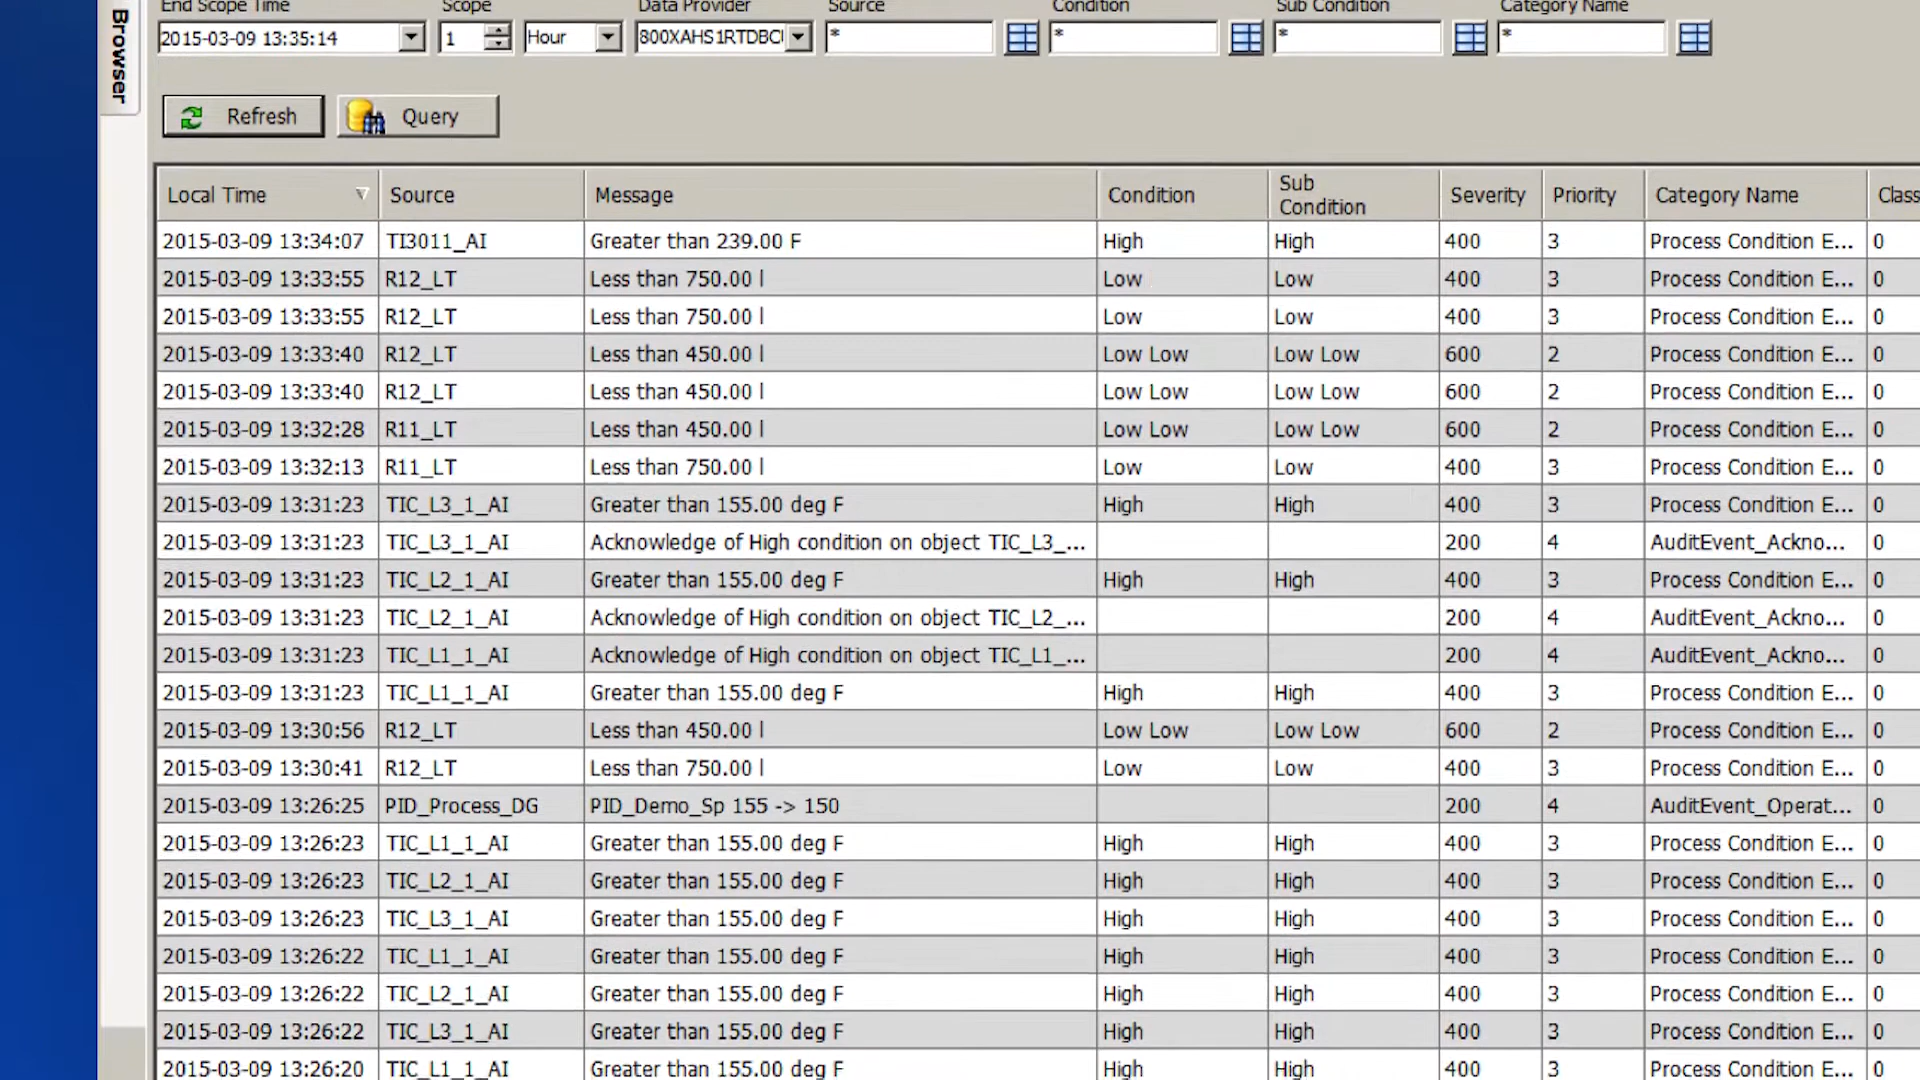 Browser
End Scope Time Scope Data Provider Source Condition Sub Condition Category Name
2015-03-09 13:35:14 1 Hour 800XAHS1RTDBC * * * *
Refresh Query
Local Time Source Message Condition Sub Condition Severity Priority Category Name Class
2015-03-09 13:34:07 TI3011_AI Greater than 239.00 F High High 400 3 Process Condition E... 0
2015-03-09 13:33:55 R12_LT Less than 750.00 l Low Low 400 3 Process Condition E... 0
2015-03-09 13:33:55 R12_LT Less than 750.00 l Low Low 400 3 Process Condition E... 0
2015-03-09 13:33:40 R12_LT Less than 450.00 l Low Low Low Low 600 2 Process Condition E... 0
2015-03-09 13:33:40 R12_LT Less than 450.00 l Low Low Low Low 600 2 Process Condition E... 0
2015-03-09 13:32:28 R11_LT Less than 450.00 l Low Low Low Low 600 2 Process Condition E... 0
2015-03-09 13:32:13 R11_LT Less than 750.00 l Low Low 400 3 Process Condition E... 0
2015-03-09 13:31:23 TIC_L3_1_AI Greater than 155.00 deg F High High 400 3 Process Condition E... 0
2015-03-09 13:31:23 TIC_L3_1_AI Acknowledge of High condition on object TIC_L3_... 200 4 AuditEvent_Ackno... 0
2015-03-09 13:31:23 TIC_L2_1_AI Greater than 155.00 deg F High High 400 3 Process Condition E... 0
2015-03-09 13:31:23 TIC_L2_1_AI Acknowledge of High condition on object TIC_L2_... 200 4 AuditEvent_Ackno... 0
2015-03-09 13:31:23 TIC_L1_1_AI Acknowledge of High condition on object TIC_L1_... 200 4 AuditEvent_Ackno... 0
2015-03-09 13:31:23 TIC_L1_1_AI Greater than 155.00 deg F High High 400 3 Process Condition E... 0
2015-03-09 13:30:56 R12_LT Less than 450.00 l Low Low Low Low 600 2 Process Condition E... 0
2015-03-09 13:30:41 R12_LT Less than 750.00 l Low Low 400 3 Process Condition E... 0
2015-03-09 13:26:25 PID_Process_DG PID_Demo_Sp 155 -> 150 200 4 AuditEvent_Operat... 0
2015-03-09 13:26:23 TIC_L1_1_AI Greater than 155.00 deg F High High 400 3 Process Condition E... 0
2015-03-09 13:26:23 TIC_L2_1_AI Greater than 155.00 deg F High High 400 3 Process Condition E... 0
2015-03-09 13:26:23 TIC_L3_1_AI Greater than 155.00 deg F High High 400 3 Process Condition E... 0
2015-03-09 13:26:22 TIC_L1_1_AI Greater than 155.00 deg F High High 400 3 Process Condition E... 0
2015-03-09 13:26:22 TIC_L2_1_AI Greater than 155.00 deg F High High 400 3 Process Condition E... 0
2015-03-09 13:26:22 TIC_L3_1_AI Greater than 155.00 deg F High High 400 3 Process Condition E... 0
2015-03-09 13:26:20 TIC_L1_1_AI Greater than 155.00 deg F High High 400 3 Process Condition E... 0